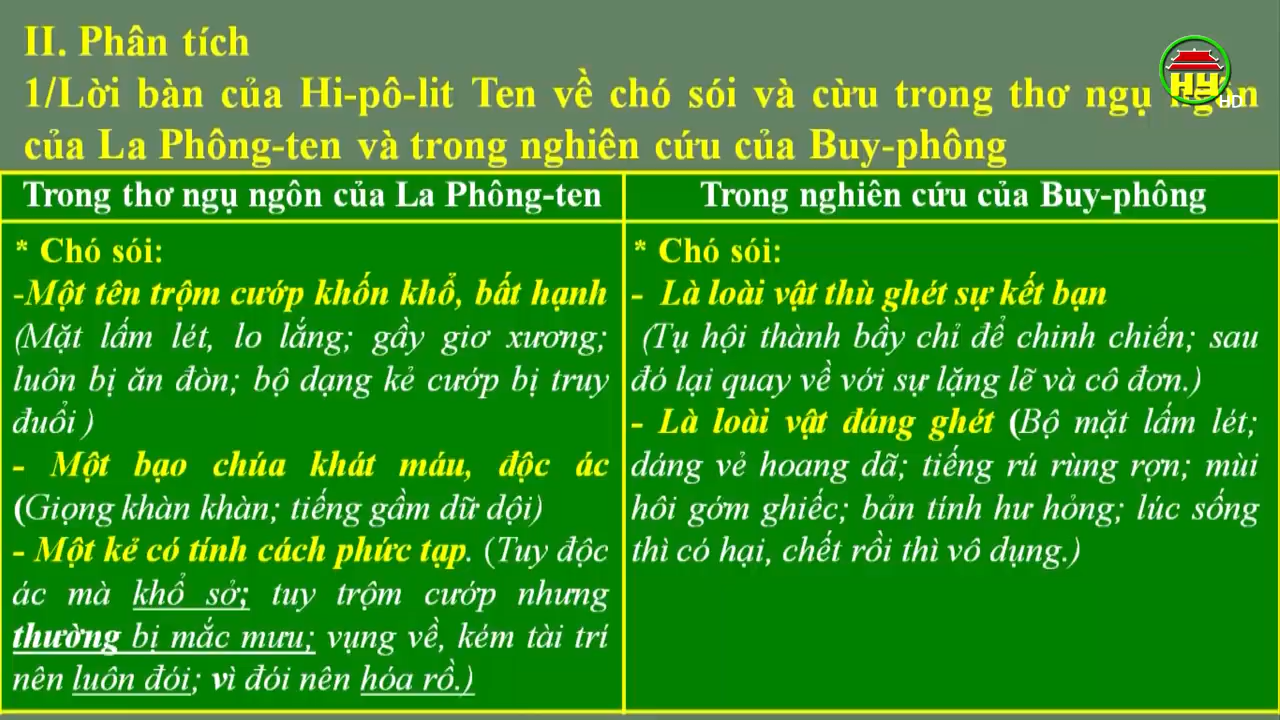 II. Phân tích
1/Lời bàn của Hi-pô-lit Ten về chó sói và cừu trong thơ ngụ ngôn
của La Phông-ten và trong nghiên cứu của Buy-phông
HH
HD
Trong thơ ngụ ngôn của La Phông-ten
* Chó sói:
-Một tên trộm cướp khốn khổ, bất hạnh
(Mặt lấm lét, lo lắng; gầy giơ xương;
luôn bị ăn đòn; bộ dạng kẻ cướp bị truy
đuổi )
- Một bạo chúa khát máu, độc ác
(Giọng khàn khàn; tiếng gầm dữ dội)
- Một kẻ có tính cách phức tạp. (Tuy độc
ác mà khổ sở; tuy trộm cướp nhưng
thường bị mắc mưu; vụng về, kém tài trí
nên luôn đói; vì đói nên hóa rồ.)
Trong nghiên cứu của Buy-phông
* Chó sói:
- Là loài vật thù ghét sự kết bạn
(Tụ hội thành bầy chỉ để chinh chiến; sau
đó lại quay về với sự lặng lẽ và cô đơn.)
- Là loài vật đáng ghét (Bộ mặt lấm lét;
dáng vẻ hoang dã; tiếng rú rùng rợn; mùi
hôi gớm ghiếc; bản tính hư hỏng; lúc sống
thì có hại, chết rồi thì vô dụng.)